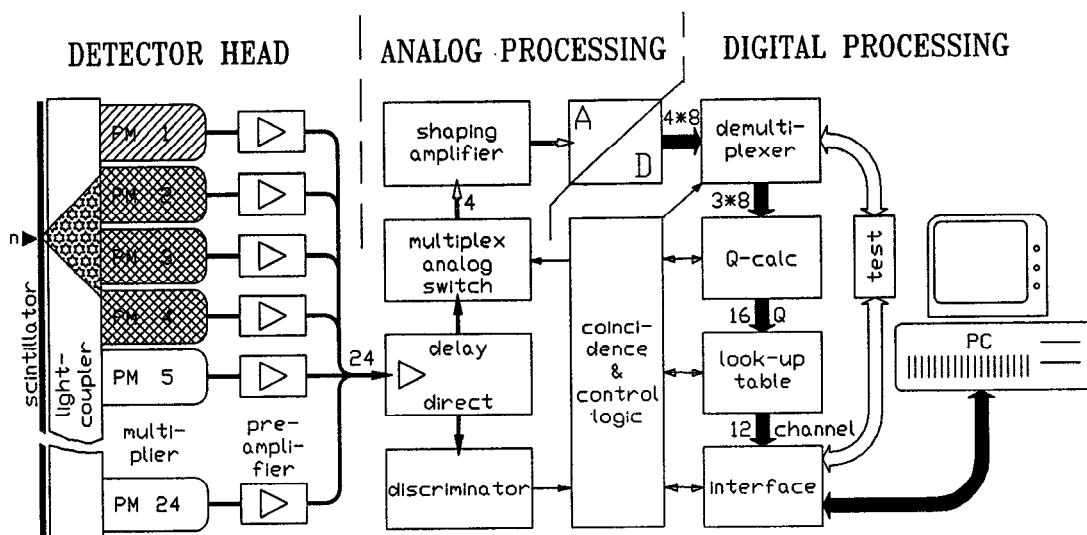 DETECTOR HEAD
ANALOG PROCESSING
DIGITAL PROCESSING
n
scintillator
light-
coupler
PM 1
PM 2
PM 3
PM 4
PM 5
PM 24
multi-
plier
pre-
ampli-
fier
24
shaping
amplifier
4
multiplex
analog
switch
delay
direct
discriminator
A
D
4*8
coinci-
dence
&
control
logic
demulti-
plexer
3*8
Q-calc
16 Q
look-up
table
12 channel
interface
test
PC